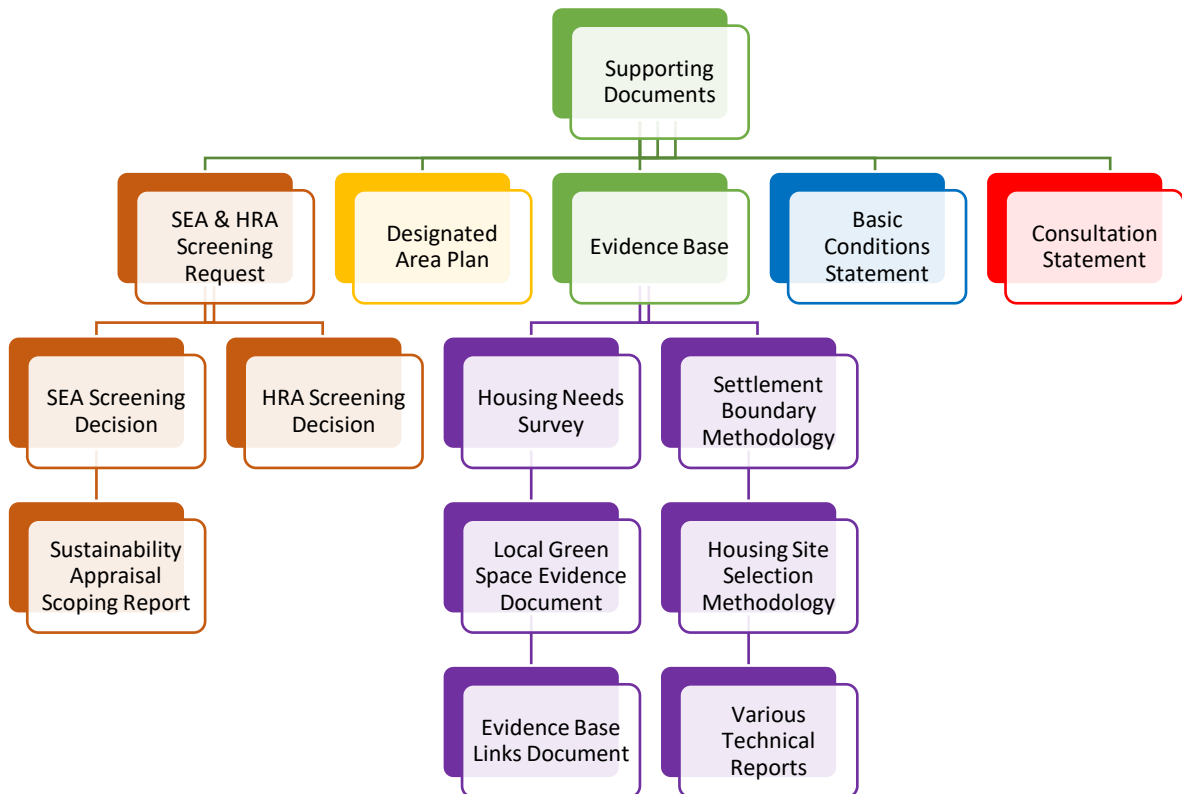 Supporting
Documents
SEA & HRA
Screening
Request
Designated
Area Plan
Evidence Base
Basic
Conditions
Statement
Consultation
Statement
SEA Screening
Decision
HRA Screening
Decision
Housing Needs
Survey
Settlement
Boundary
Methodology
Sustainability
Appraisal
Scoping Report
Local Green
Space Evidence
Document
Housing Site
Selection
Methodology
Evidence Base
Links Document
Various
Technical
Reports